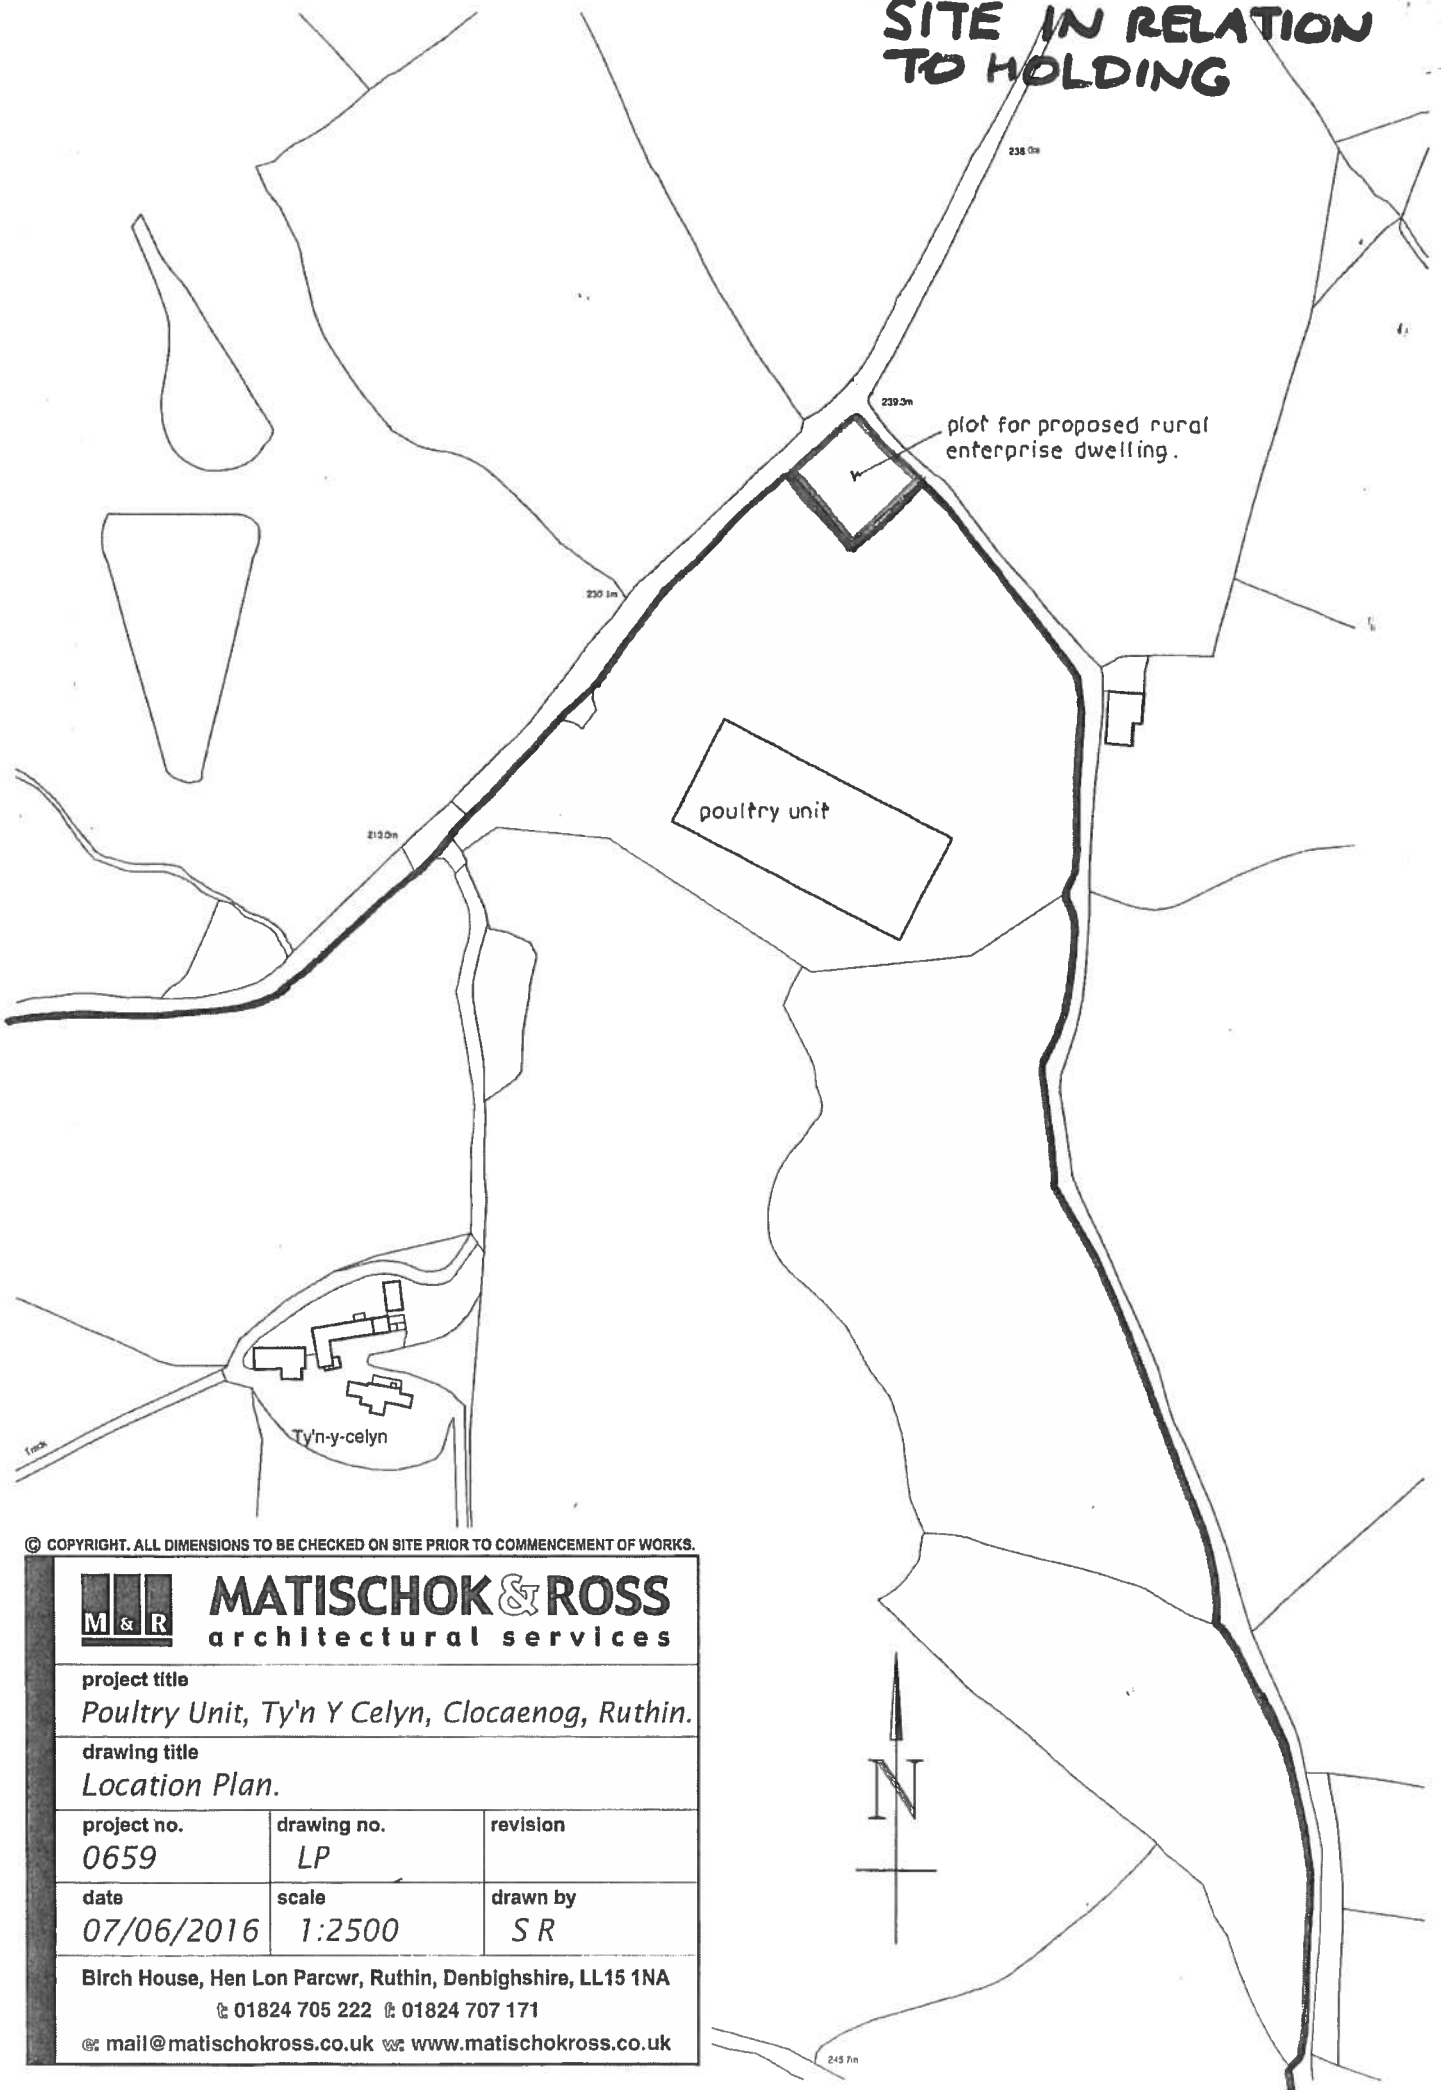 SITE IN RELATION
TO HOLDING
239.3m
plot for proposed rural
enterprise dwelling.
230.1m
poultry unit
Ty'n-y-celyn
Track
© COPYRIGHT. ALL DIMENSIONS TO BE CHECKED ON SITE PRIOR TO COMMENCEMENT OF WORKS.
M & R
MATISCHOK & ROSS
architectural services
project title
Poultry Unit, Ty'n Y Celyn, Clocaenog, Ruthin.
drawing title
Location Plan.
project no.
0659
drawing no.
LP
revision
date
07/06/2016
scale
1:2500
drawn by
S R
Birch House, Hen Lon Parcwr, Ruthin, Denbighshire, LL15 1NA
t: 01824 705 222 f: 01824 707 171
e: mail@matischokross.co.uk w: www.matischokross.co.uk
N
245.7m